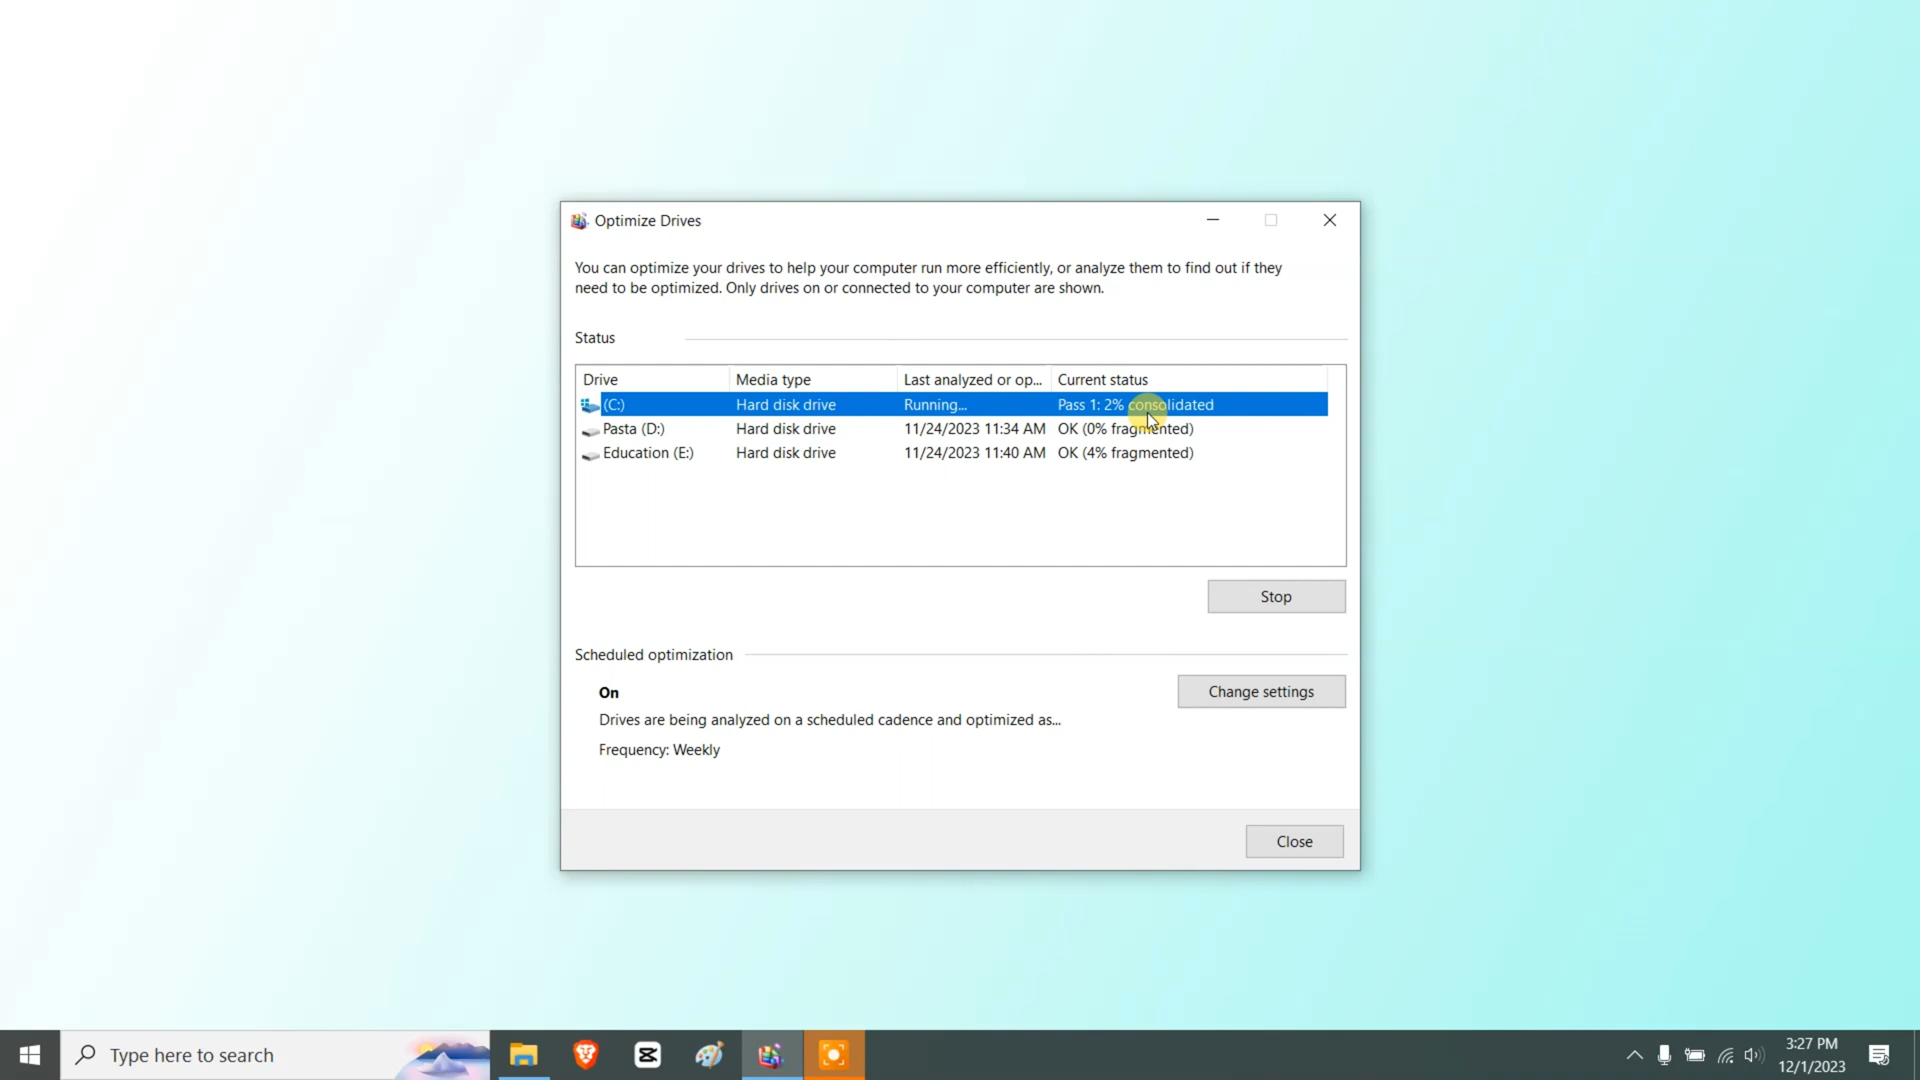 Optimize Drives
You can optimize your drives to help your computer run more efficiently, or analyze them to find out if they
need to be optimized. Only drives on or connected to your computer are shown.
Status
Drive Media type Last analyzed or op... Current status
(C:) Hard disk drive Running... Pass 1: 2% consolidated
Pasta (D:) Hard disk drive 11/24/2023 11:34 AM OK (0% fragmented)
Education (E:) Hard disk drive 11/24/2023 11:40 AM OK (4% fragmented)
Stop
Scheduled optimization
On
Change settings
Drives are being analyzed on a scheduled cadence and optimized as...
Frequency: Weekly
Close
Type here to search
3:27 PM
12/1/2023